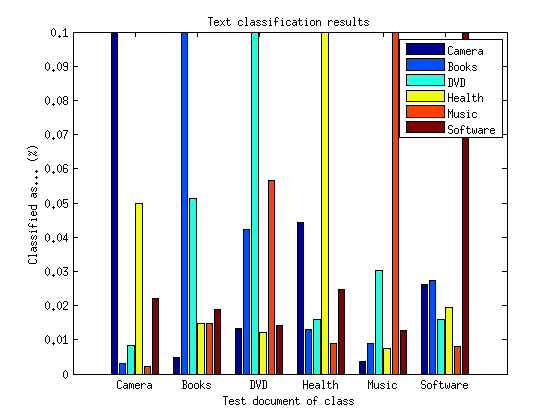 Text classification results
Classified as... (%)
0.1
0.09
0.08
0.07
0.06
0.05
0.04
0.03
0.02
0.01
0
Camera
Books
DVD
Health
Music
Software
Camera Books DVD Health Music Software
Test document of class